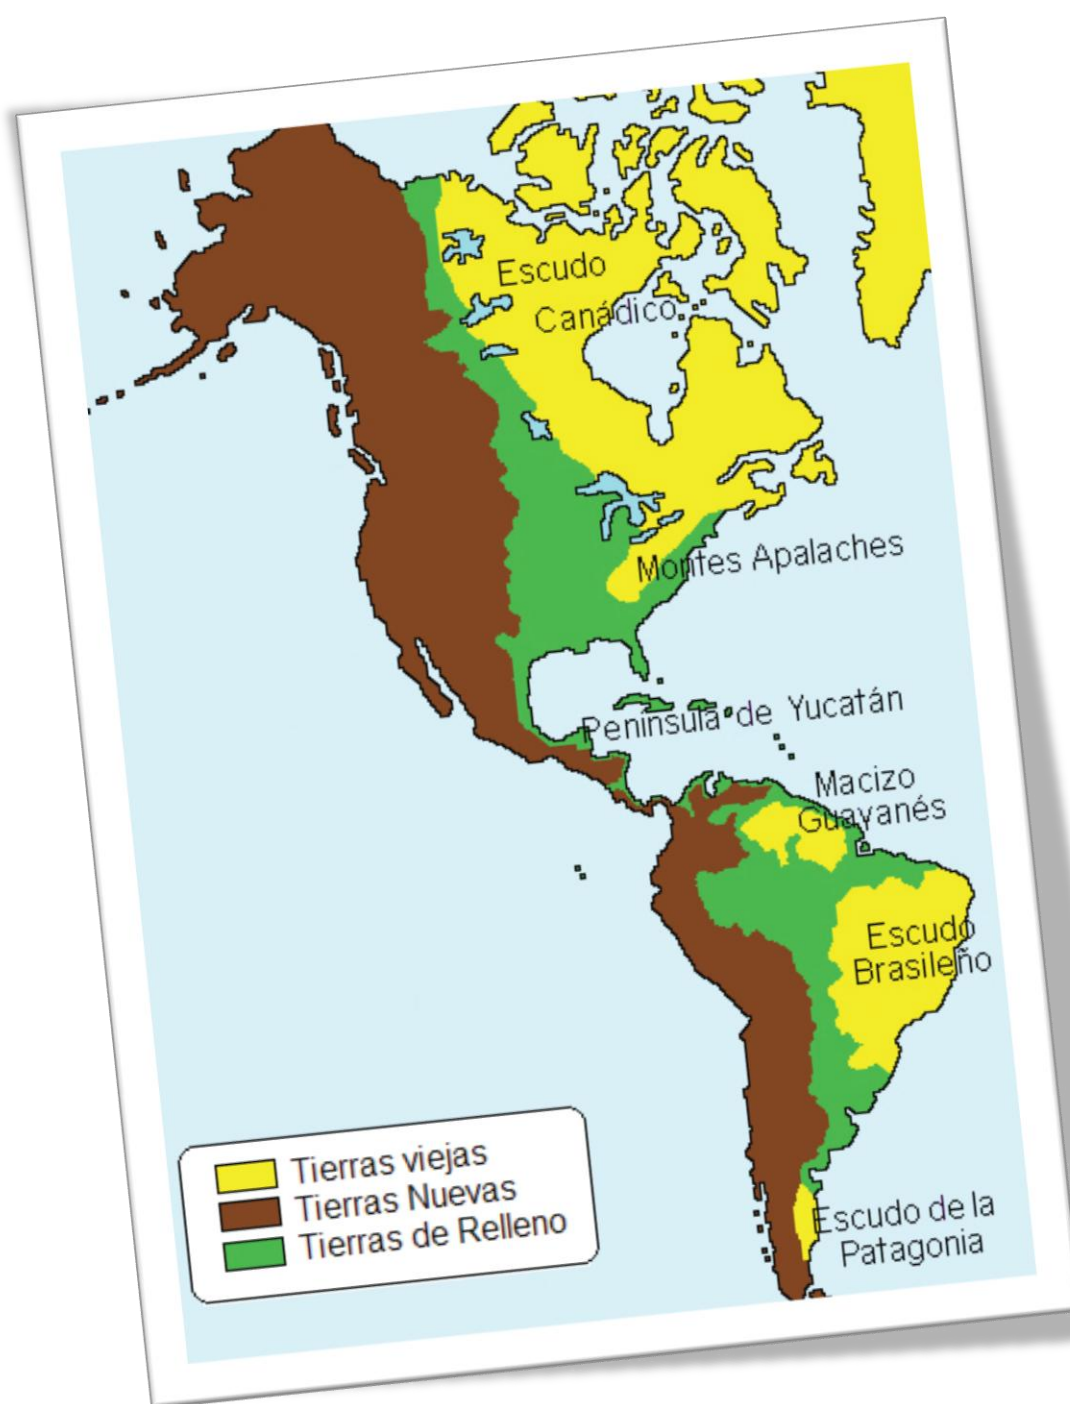 Escudo
Canádico
Montes Apalaches
Península de Yucatán
Macizo
Guayanés
Escudo
Brasileño
Tierras viejas
Tierras Nuevas
Tierras de Relleno
Escudo de la
Patagonia